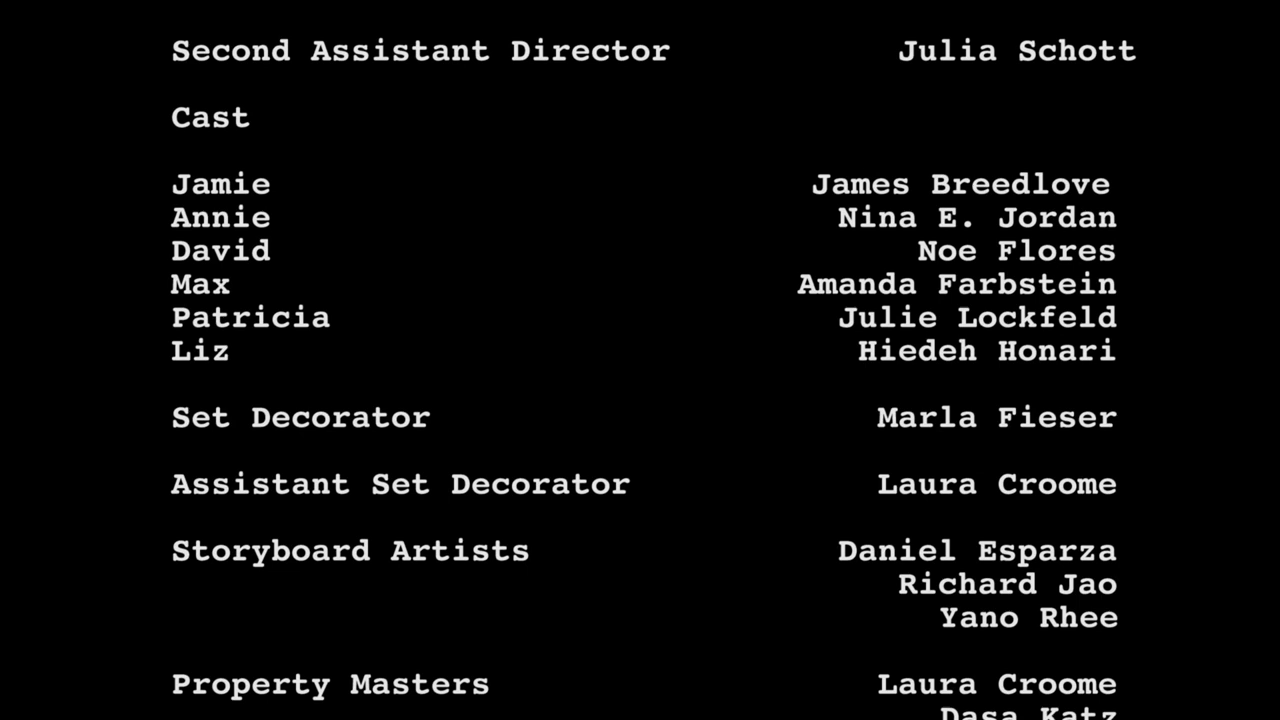 Second Assistant Director Julia Schott
Cast
Jamie James Breedlove
Annie Nina E. Jordan
David Noe Flores
Max Amanda Farbstein
Patricia Julie Lockfeld
Liz Hiedeh Honari
Set Decorator Marla Fieser
Assistant Set Decorator Laura Croome
Storyboard Artists Daniel Esparza
Richard Jao
Yano Rhee
Property Masters Laura Croome
Dasa Katz